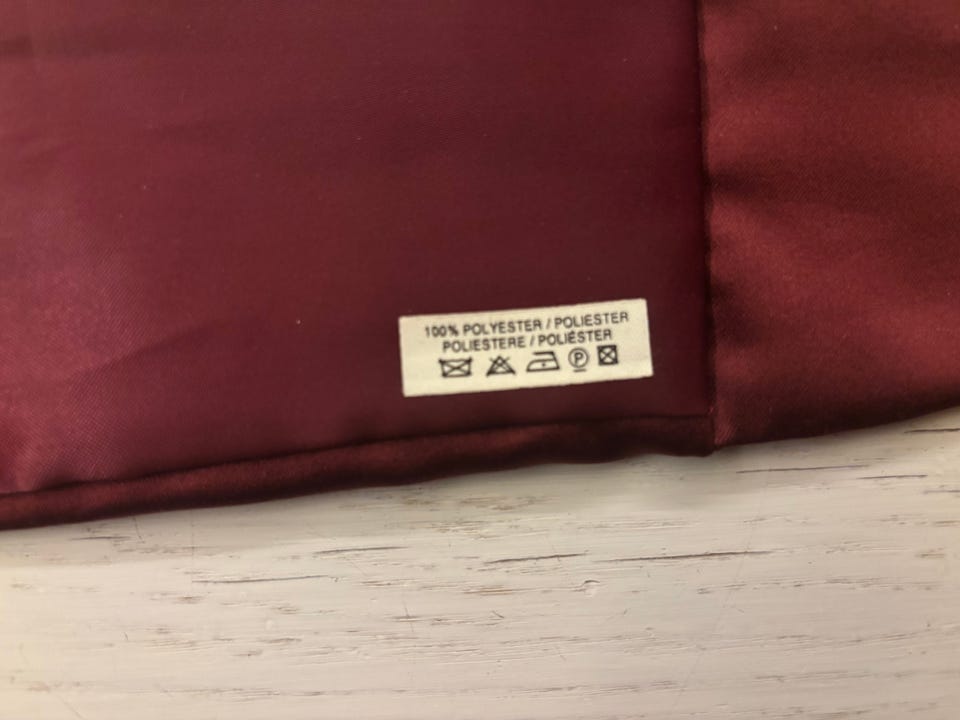 100% POLYESTER / POLIESTER
POLIESTERE / POLIÉSTER
P